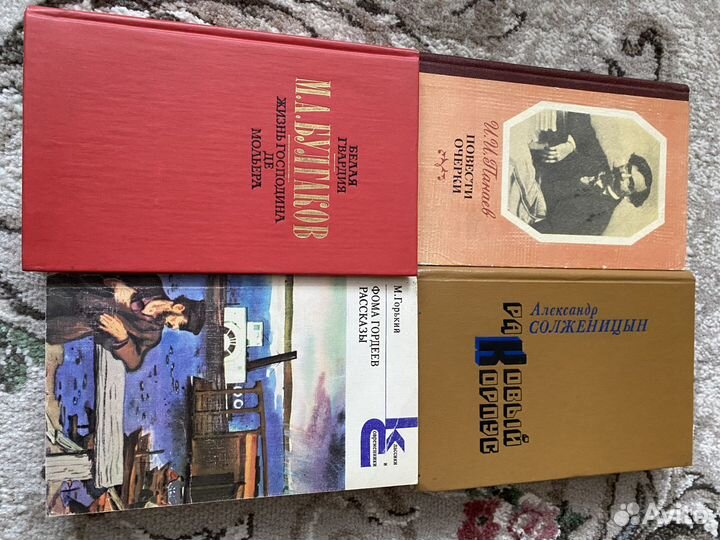 М.А.БУЛГАКОВ
БЕЛАЯ
ГВАРДИЯ
ЖИЗНЬ ГОСПОДИНА
ДЕ
МОЛЬЕРА
И.И.Панаев
ПОВЕСТИ
ОЧЕРКИ
М.Горький
ФОМА ГОРДЕЕВ
РАССКАЗЫ
Классики
и
Современники
Александр
СОЛЖЕНИЦЫН
РАКОВЫЙ
КОРПУС
Avito